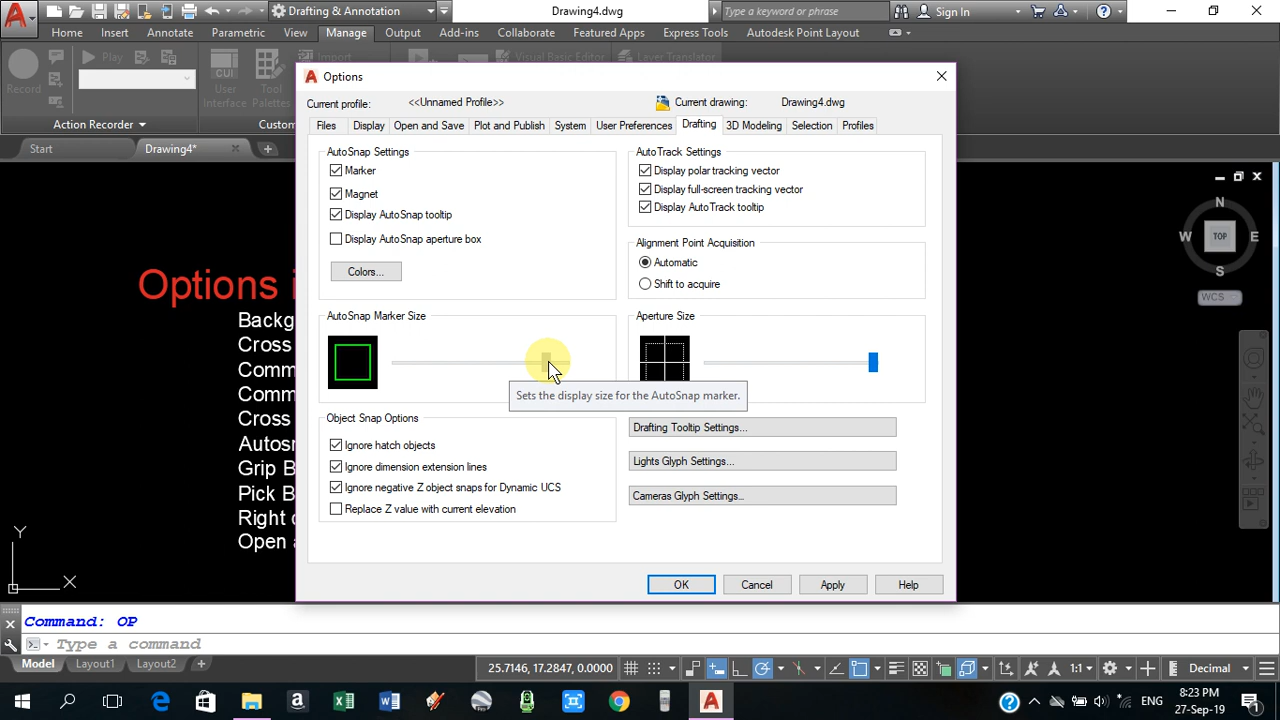 Drafting & Annotation
Drawing4.dwg
Type a keyword or phrase
Sign In
Home Insert Annotate Parametric View Manage Output Add-ins Collaborate Featured Apps Express Tools Autodesk Point Layout
Record
Play
CUI
User
Interface
Tool
Palettes
Import
Visual Basic Editor
Layer Translator
Action Recorder
Custom
Start
Drawing4*
Options
Current profile: <<Unnamed Profile>>
Current drawing: Drawing4.dwg
Files Display Open and Save Plot and Publish System User Preferences Drafting 3D Modeling Selection Profiles
AutoSnap Settings
Marker
Magnet
Display AutoSnap tooltip
Display AutoSnap aperture box
Colors...
AutoTrack Settings
Display polar tracking vector
Display full-screen tracking vector
Display AutoTrack tooltip
Alignment Point Acquisition
Automatic
Shift to acquire
AutoSnap Marker Size
Aperture Size
Sets the display size for the AutoSnap marker.
Object Snap Options
Ignore hatch objects
Ignore dimension extension lines
Ignore negative Z object snaps for Dynamic UCS
Replace Z value with current elevation
Drafting Tooltip Settings...
Lights Glyph Settings...
Cameras Glyph Settings...
OK Cancel Apply Help
Options i
Backg
Cross
Comm
Comm
Cross
Autosn
Grip B
Pick B
Right c
Open a
N
W TOP E
S
WCS
Y
X
Command: OP
Type a command
Model Layout1 Layout2
25.7146, 17.2847, 0.0000
1:1
Decimal
ENG
8:23 PM
27-Sep-19
1